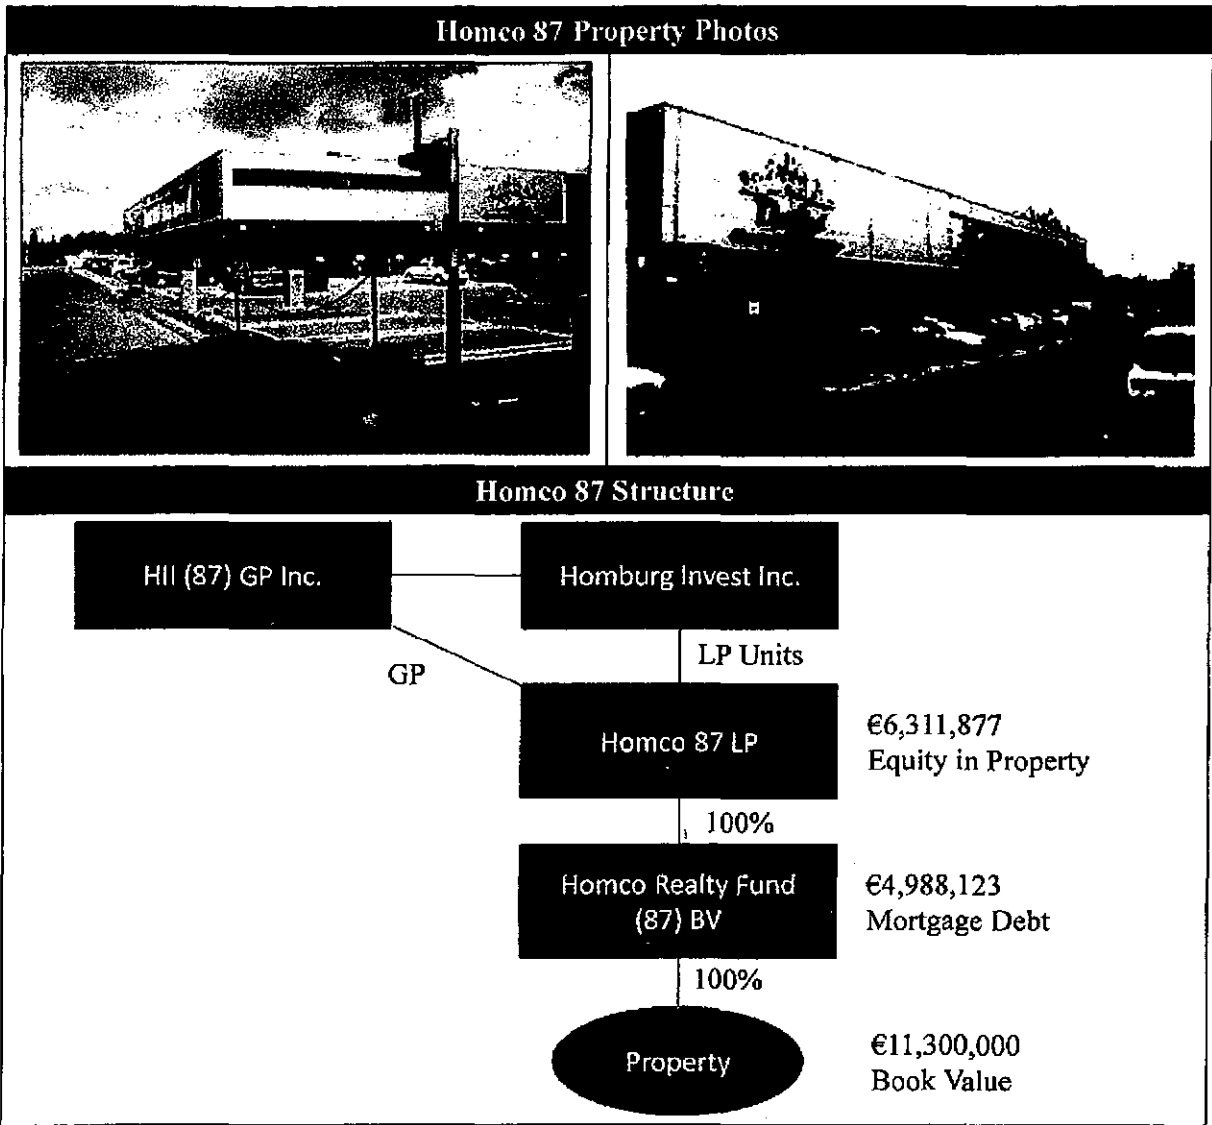 Homco 87 Property Photos
Homco 87 Structure
HII (87) GP Inc.
Homburg Invest Inc.
GP
LP Units
Homco 87 LP
€6,311,877
Equity in Property
100%
Homco Realty Fund
(87) BV
€4,988,123
Mortgage Debt
100%
Property
€11,300,000
Book Value